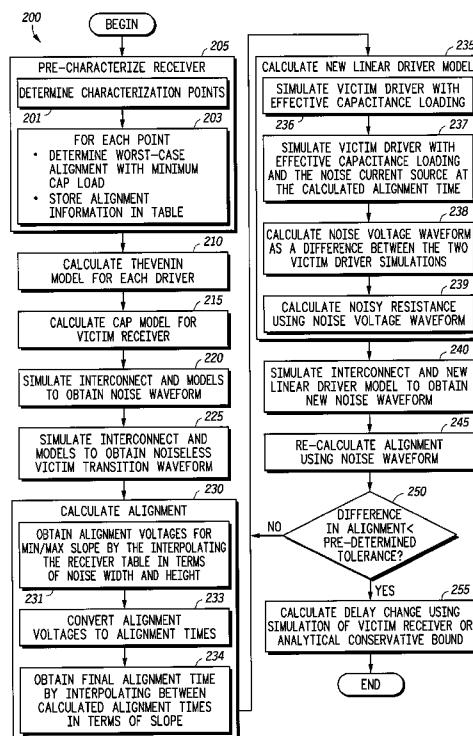 200
BEGIN
205
PRE-CHARACTERIZE RECEIVER
DETERMINE CHARACTERIZATION POINTS
201
203
FOR EACH POINT
• DETERMINE WORST-CASE
ALIGNMENT WITH MINIMUM
CAP LOAD
• STORE ALIGNMENT
INFORMATION IN TABLE
210
CALCULATE THEVENIN
MODEL FOR EACH DRIVER
215
CALCULATE CAP MODEL FOR
VICTIM RECEIVER
220
SIMULATE INTERCONNECT AND MODELS
TO OBTAIN NOISE WAVEFORM
225
SIMULATE INTERCONNECT AND
MODELS TO OBTAIN NOISELESS
VICTIM TRANSITION WAVEFORM
230
CALCULATE ALIGNMENT
OBTAIN ALIGNMENT VOLTAGES FOR
MIN/MAX SLOPE BY THE INTERPOLATING
THE RECEIVER TABLE IN TERMS
OF NOISE WIDTH AND HEIGHT
231
233
CONVERT ALIGNMENT
VOLTAGES TO ALIGNMENT TIMES
234
OBTAIN FINAL ALIGNMENT TIME
BY INTERPOLATING BETWEEN
CALCULATED ALIGNMENT TIMES
IN TERMS OF SLOPE
235
CALCULATE NEW LINEAR DRIVER MODEL
SIMULATE VICTIM DRIVER WITH
EFFECTIVE CAPACITANCE LOADING
236
237
SIMULATE VICTIM DRIVER WITH
EFFECTIVE CAPACITANCE LOADING
AND THE NOISE CURRENT SOURCE AT
THE CALCULATED ALIGNMENT TIME
238
CALCULATE NOISE VOLTAGE WAVEFORM
AS A DIFFERENCE BETWEEN THE TWO
VICTIM DRIVER SIMULATIONS
239
CALCULATE NOISY RESISTANCE
USING NOISE VOLTAGE WAVEFORM
240
SIMULATE INTERCONNECT AND NEW
LINEAR DRIVER MODEL TO OBTAIN
NEW NOISE WAVEFORM
245
RE-CALCULATE ALIGNMENT
USING NOISE WAVEFORM
250
DIFFERENCE
IN ALIGNMENT<
PRE-DETERMINED
TOLERANCE?
NO
YES
255
CALCULATE DELAY CHANGE USING
SIMULATION OF VICTIM RECEIVER OR
ANALYTICAL CONSERVATIVE BOUND
END